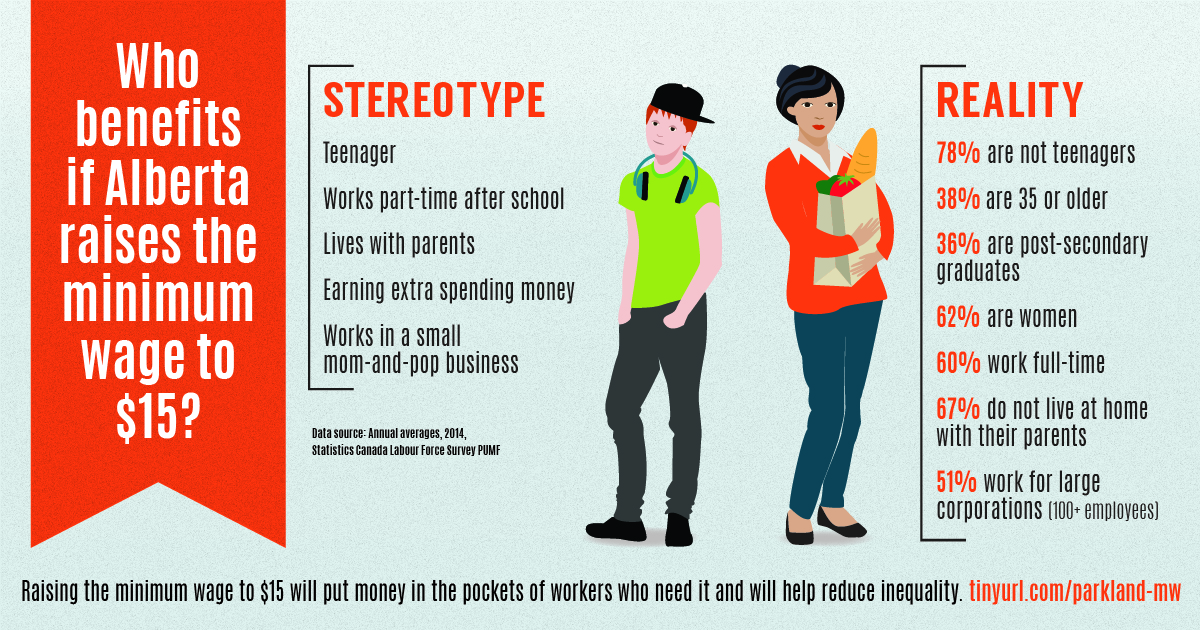 Who
benefits
if Alberta
raises the
minimum
wage to
$15?
STEREOTYPE
Teenager
Works part-time after school
Lives with parents
Earning extra spending money
Works in a small
mom-and-pop business
Data source: Annual averages, 2014,
Statistics Canada Labour Force Survey PUMF
REALITY
78% are not teenagers
38% are 35 or older
36% are post-secondary
graduates
62% are women
60% work full-time
67% do not live at home
with their parents
51% work for large
corporations (100+ employees)
Raising the minimum wage to $15 will put money in the pockets of workers who need it and will help reduce inequality. tinyurl.com/parkland-mw